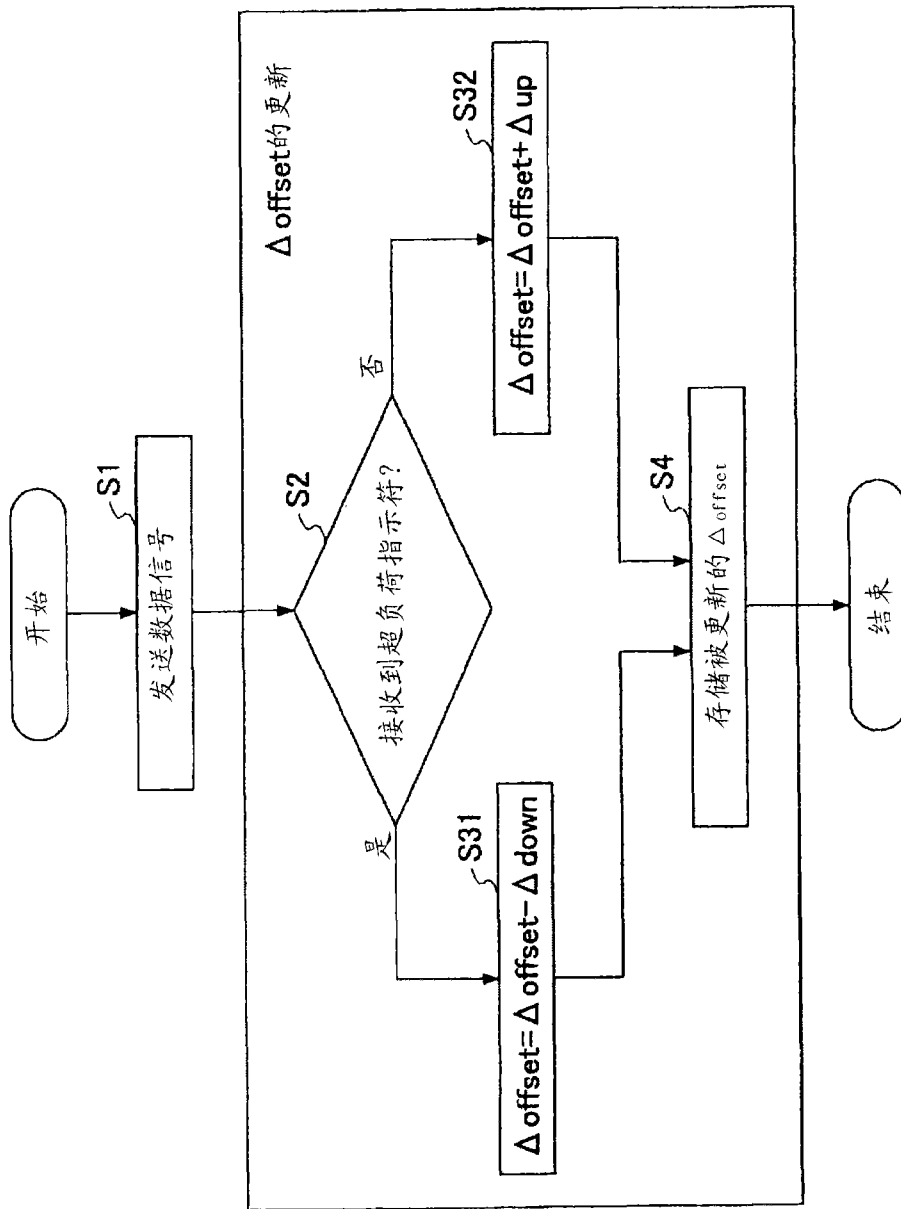 开始
S1
发送数据信号
Δoffset的更新
S2
接收到超负荷指示符?
是
否
S31
Δoffset=Δoffset-Δdown
S32
Δoffset=Δoffset+Δup
S4
存储被更新的Δoffset
结束